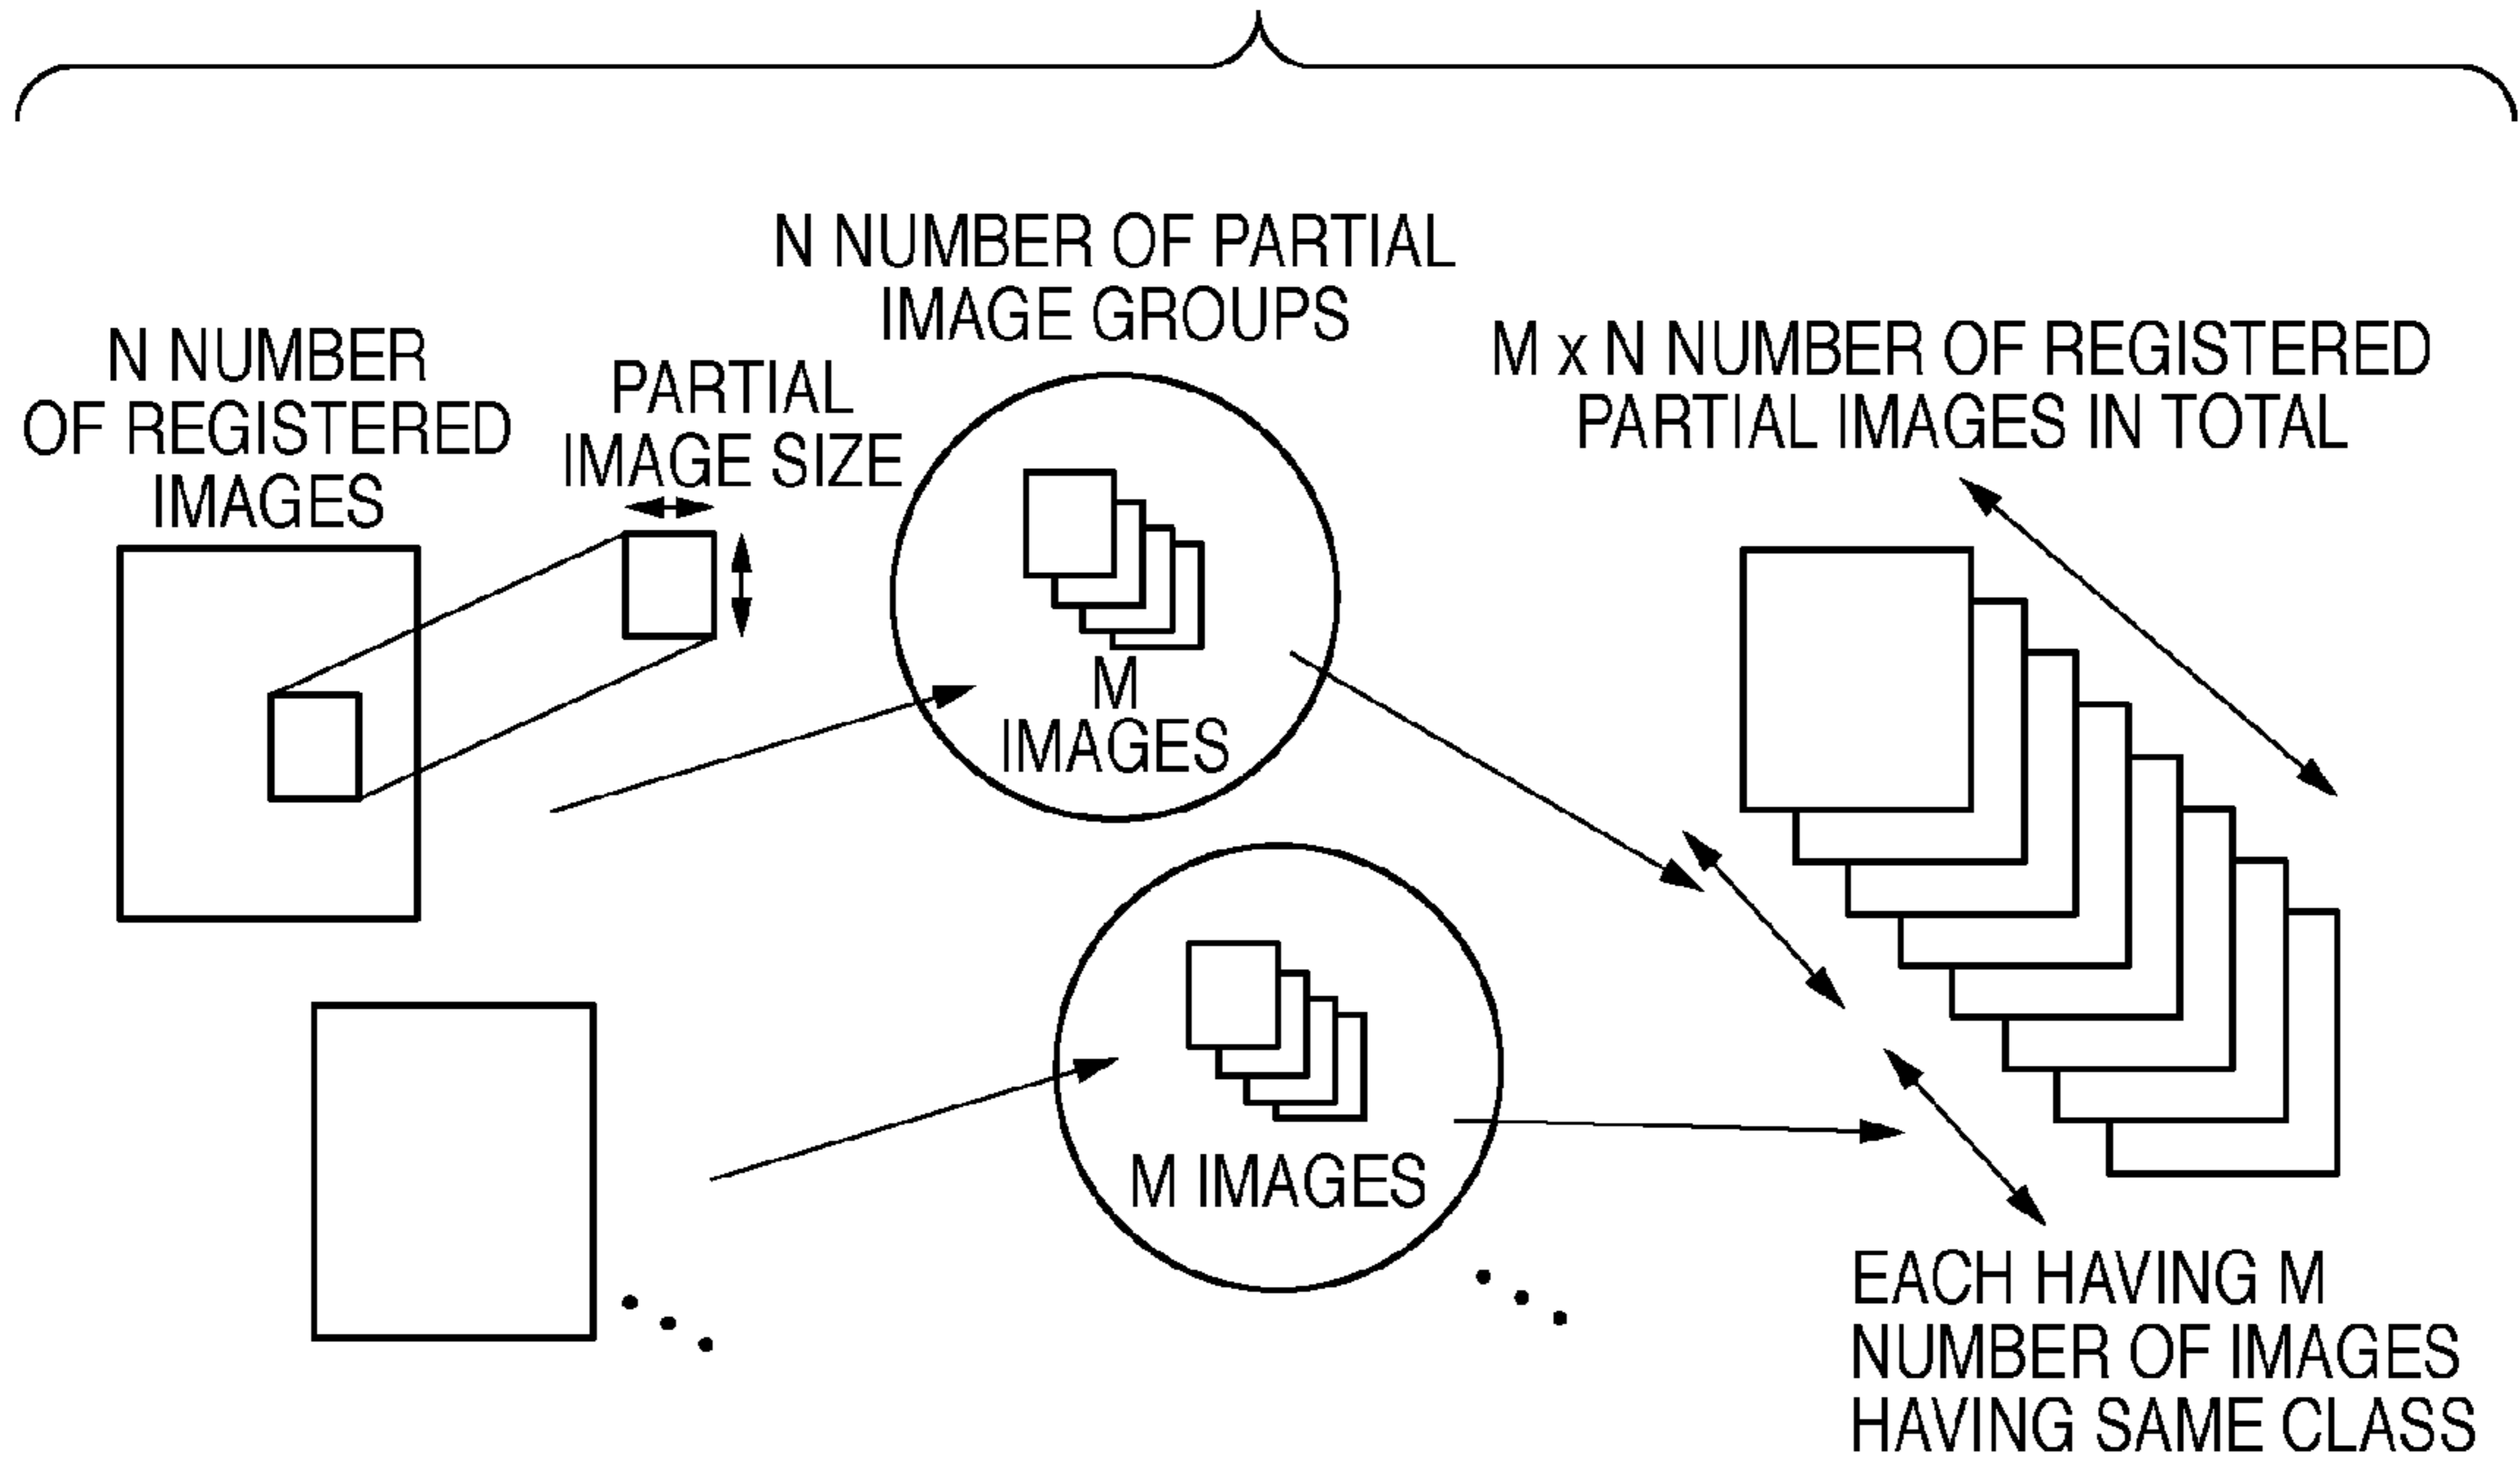 N NUMBER OF PARTIAL
IMAGE GROUPS
N NUMBER
OF REGISTERED
IMAGES
PARTIAL
IMAGE SIZE
M x N NUMBER OF REGISTERED
PARTIAL IMAGES IN TOTAL
M
IMAGES
M IMAGES
EACH HAVING M
NUMBER OF IMAGES
HAVING SAME CLASS